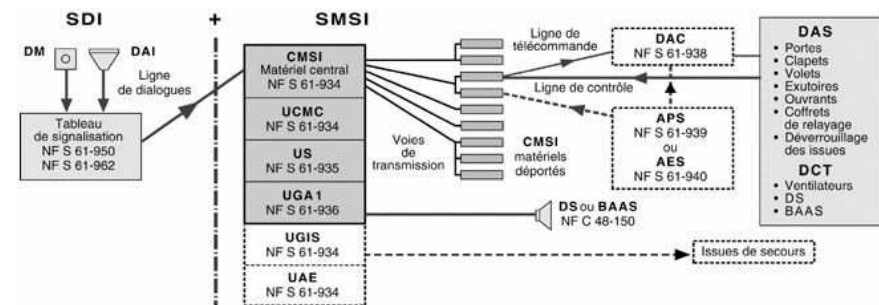 SDI
+
SMSI
DM
DAI
Ligne
de dialogues
Tableau
de signalisation
NF S 61-950
NF S 61-962
CMSI
Matériel central
NF S 61-934
UCMC
NF S 61-934
US
NF S 61-935
UGA1
NF S 61-936
UGIS
NF S 61-934
UAE
NF S 61-934
Voies
de
transmission
CMSI
matériels
déportés
DS ou BAAS
NF C 48-150
Ligne de
télécommande
Ligne de contrôle
DAC
NF S 61-938
APS
NF S 61-939
ou
AES
NF S 61-940
Issues de secours
DAS
• Portes
• Clapets
• Volets
• Exutoires
• Ouvrants
• Coffrets
de relayage
• Déverrouillage
des issues
DCT
• Ventilateurs
• DS
• BAAS